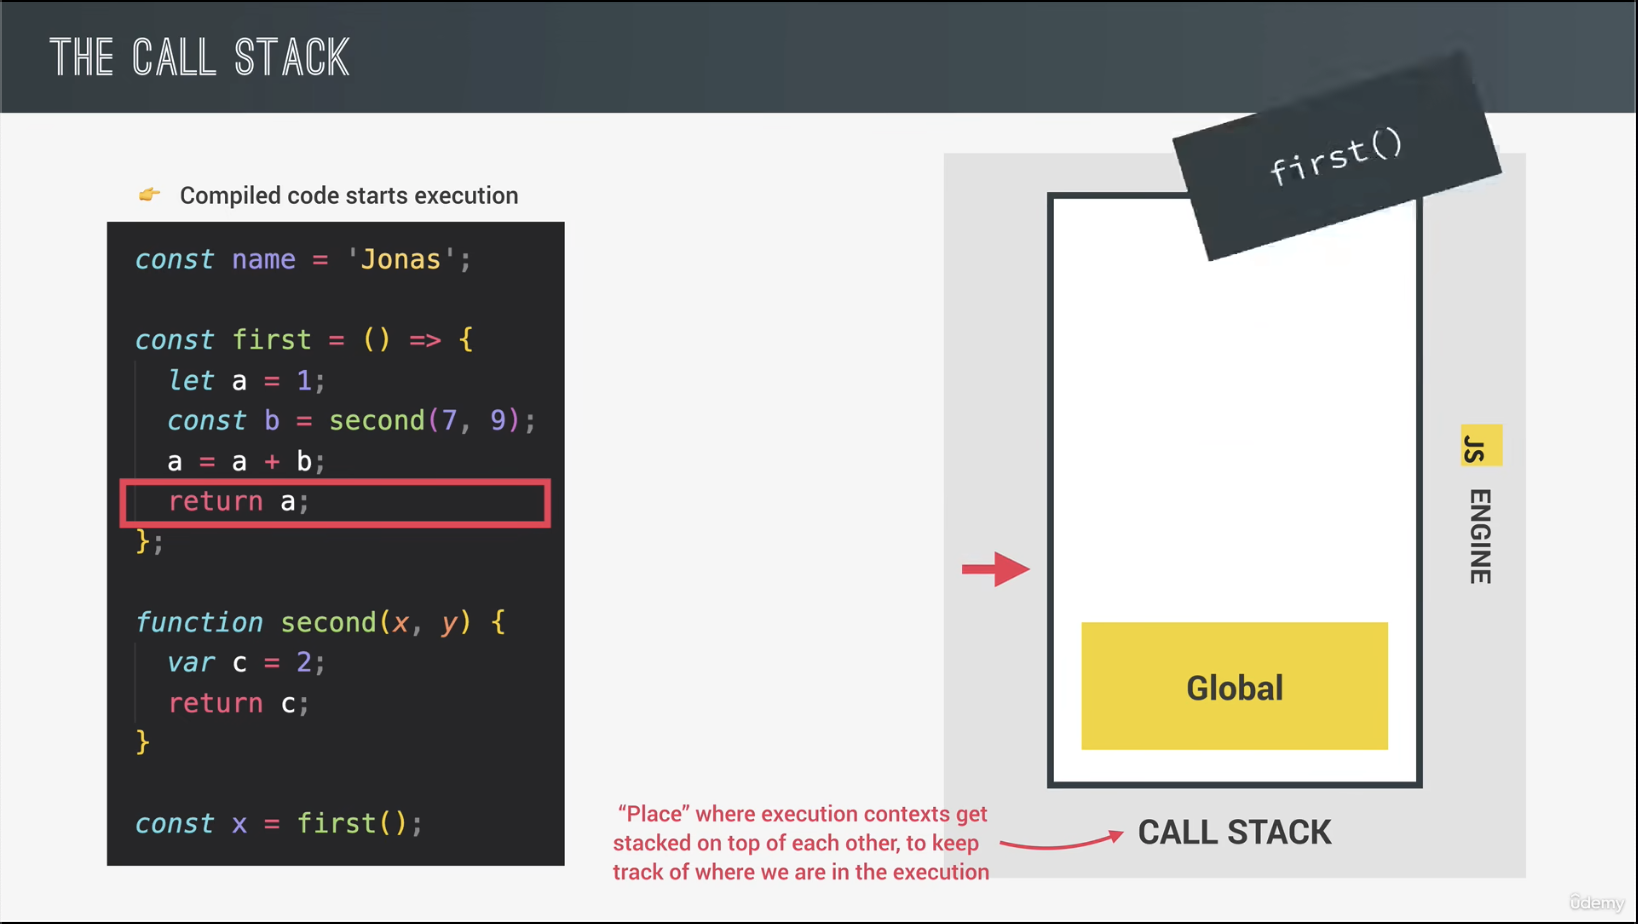 THE CALL STACK
first()
👉 Compiled code starts execution
const name = 'Jonas';
const first = () => {
let a = 1;
const b = second(7, 9);
a = a + b;
return a;
};
function second(x, y) {
var c = 2;
return c;
}
const x = first();
JS ENGINE
Global
“Place” where execution contexts get
stacked on top of each other, to keep
track of where we are in the execution
CALL STACK
ûdemy